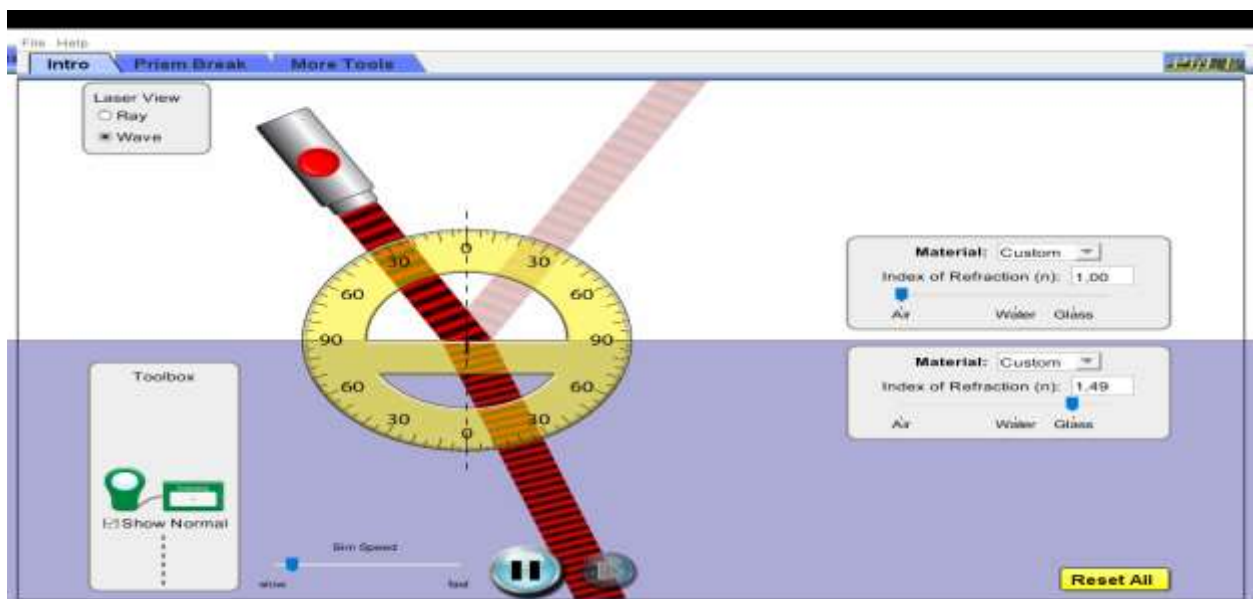 File Help
Intro Prism Break More Tools
Laser View
Ray
Wave
0
30 30
60 60
90 90
60 60
30 30
0
Material: Custom
Index of Refraction (n): 1.00
Air Water Glass
Material: Custom
Index of Refraction (n): 1.49
Air Water Glass
Toolbox
Show Normal
Sim Speed
slow fast
Reset All